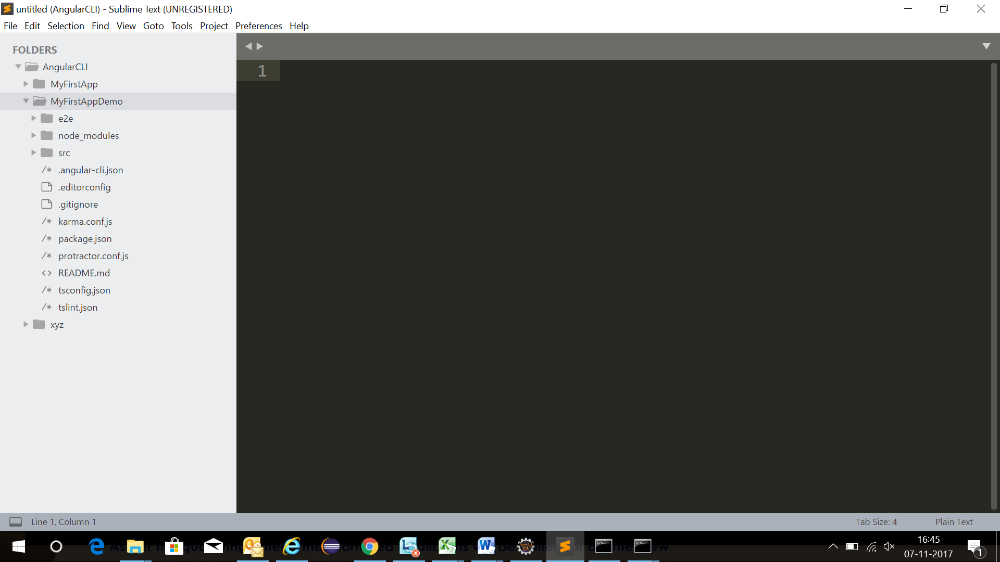 untitled (AngularCLI) - Sublime Text (UNREGISTERED)
File Edit Selection Find View Goto Tools Project Preferences Help
FOLDERS
AngularCLI
MyFirstApp
MyFirstAppDemo
e2e
node_modules
src
.angular-cli.json
.editorconfig
.gitignore
karma.conf.js
package.json
protractor.conf.js
README.md
tsconfig.json
tslint.json
xyz
1
Line 1, Column 1
Tab Size: 4
Plain Text
16:45
07-11-2017
1